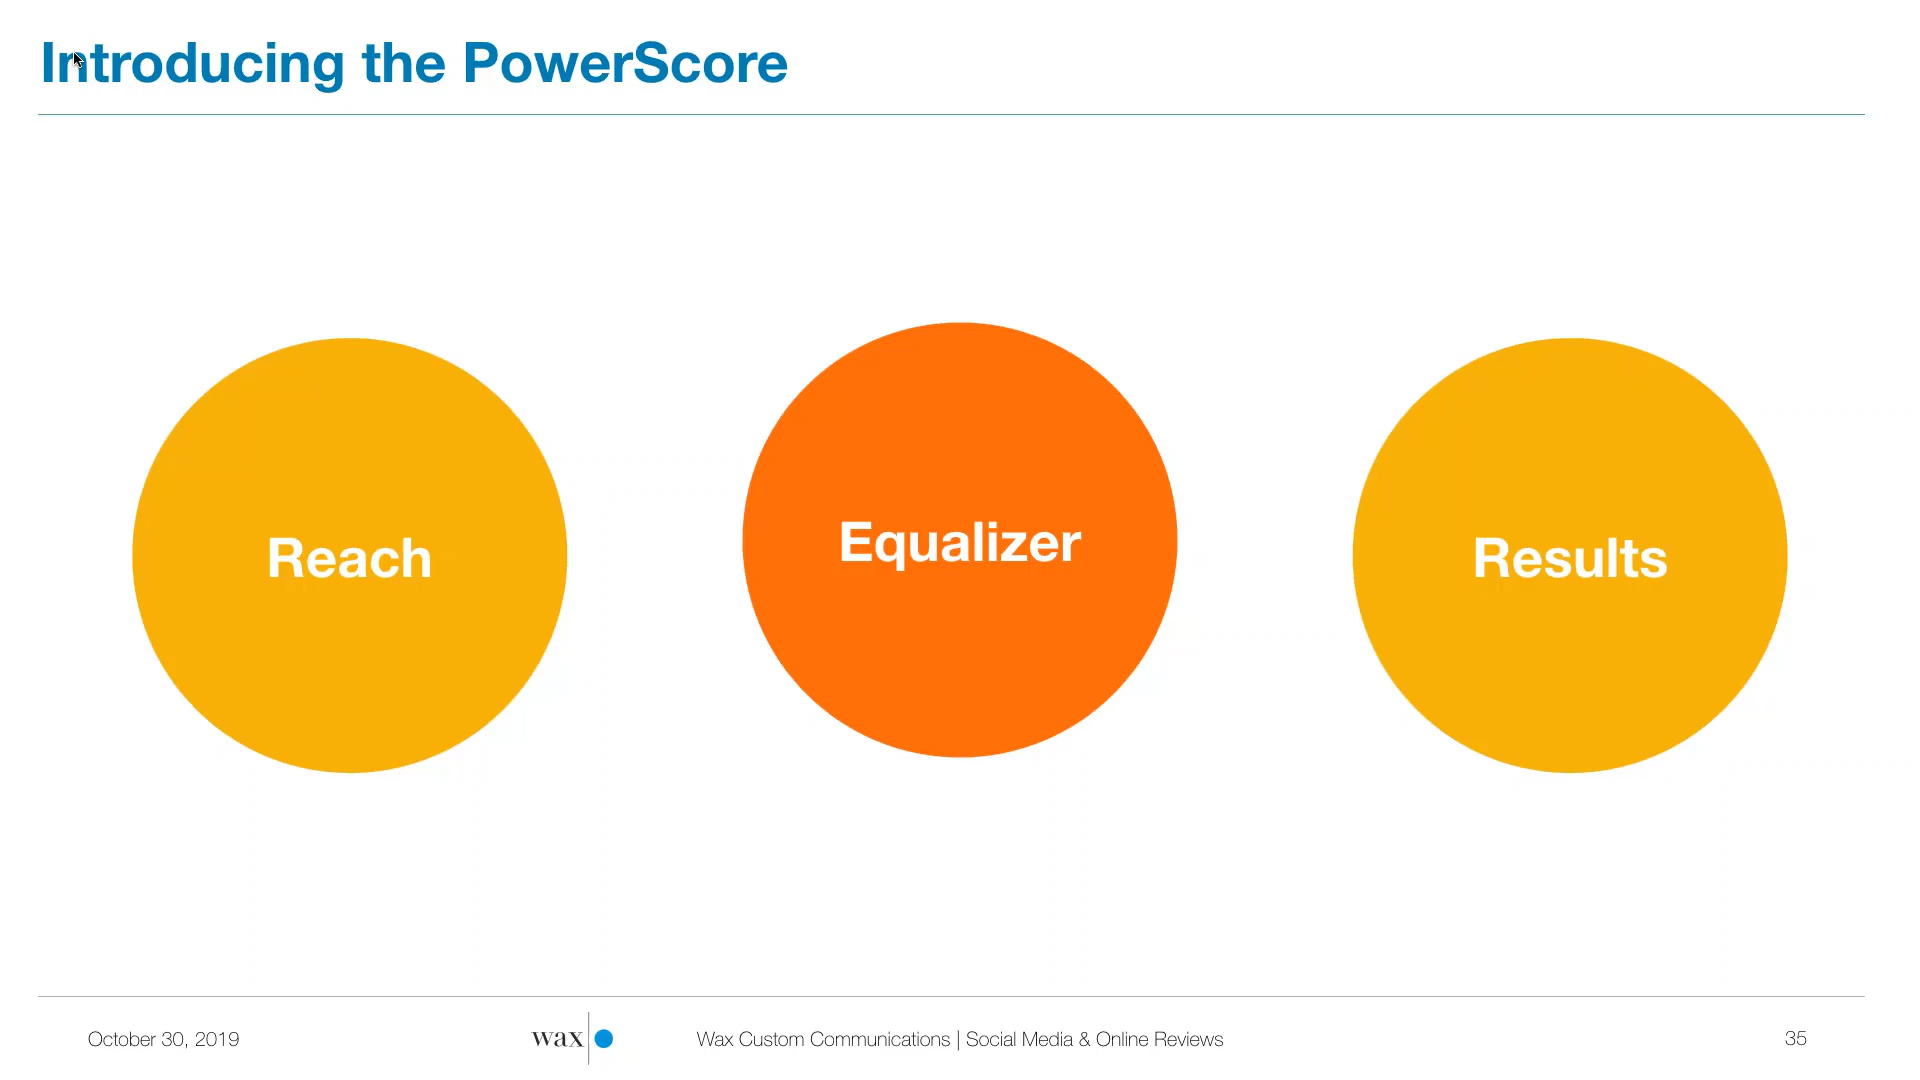 Introducing the PowerScore
Reach
Equalizer
Results
October 30, 2019
wax
Wax Custom Communications | Social Media & Online Reviews
35